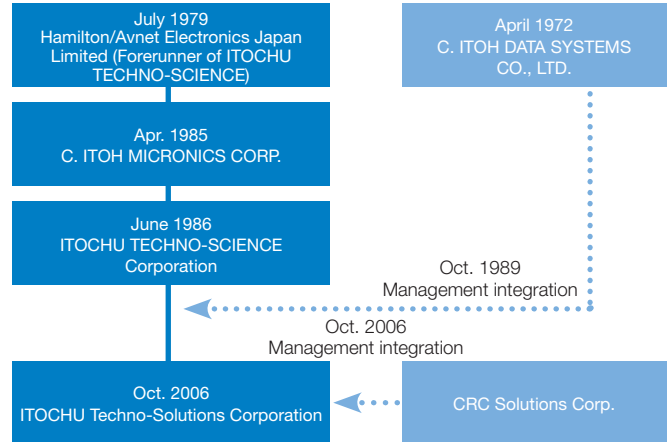 July 1979
Hamilton/Avnet Electronics Japan
Limited (Forerunner of ITOCHU
TECHNO-SCIENCE)
April 1972
C. ITOH DATA SYSTEMS
CO., LTD.
Apr. 1985
C. ITOH MICRONICS CORP.
June 1986
ITOCHU TECHNO-SCIENCE
Corporation
Oct. 1989
Management integration
Oct. 2006
Management integration
Oct. 2006
ITOCHU Techno-Solutions Corporation
CRC Solutions Corp.